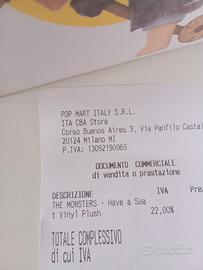 POP MART ITALY S.R.L.
ITA CBA Store
Corso Buenos Aires 3, Via Panfilo Castal
20124 Milano MI
P.IVA: 13092190969
DOCUMENTO COMMERCIALE
di vendita o prestazione
DESCRIZIONE IVA Prez
THE MONSTERS - Have a Sea 22,00%
t Vinyl Plush
TOTALE COMPLESSIVO
di cui IVA
subito